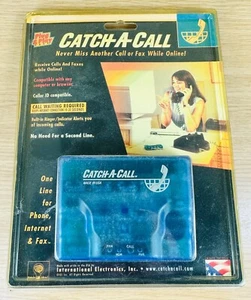 CATCH-A-CALL
Never Miss Another Call or Fax While Online!
Receive Calls And Faxes
while Online!
Compatible with any
computer or browser.
Caller ID compatible.
CALL WAITING REQUIRED
Built-in Ringer/Indicator Alerts you
of incoming calls.
No Need For a Second Line.
CATCH-A-CALL
One
Line
for
Phone,
Internet
& Fax.
International Electronics, Inc.
www.catchacall.com